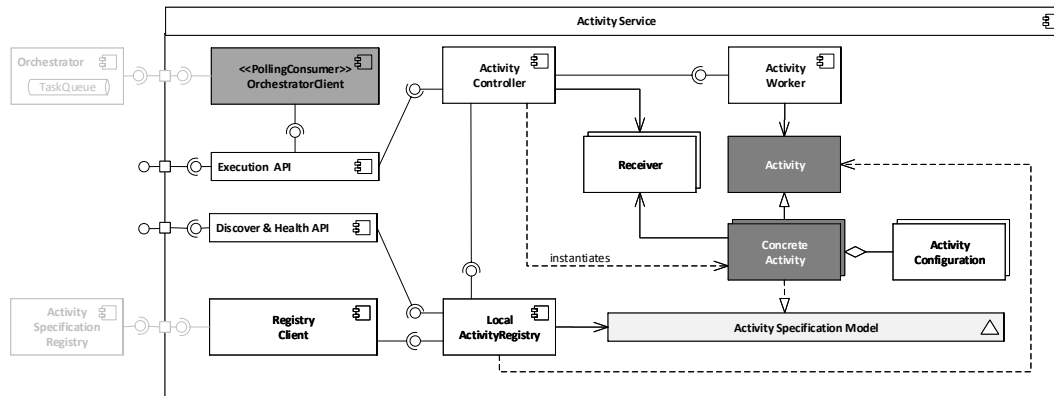 Activity Service
Orchestrator
TaskQueue
<<PollingConsumer>>
OrchestratorClient
Activity
Controller
Activity
Worker
Execution API
Receiver
Activity
Discover & Health API
Concrete
Activity
Activity
Configuration
instantiates
Activity
Specification
Registry
Registry
Client
Local
ActivityRegistry
Activity Specification Model